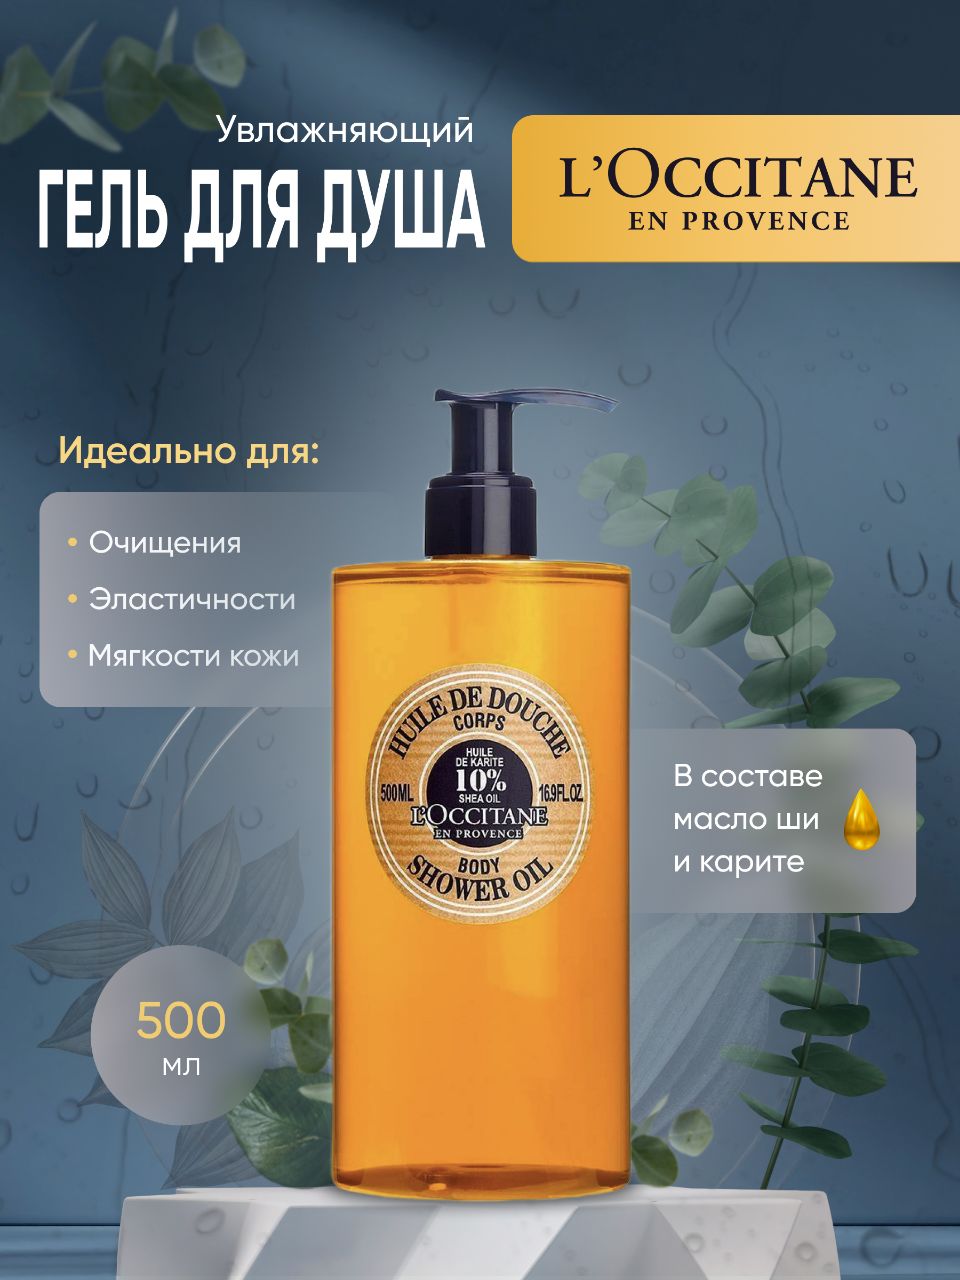 Увлажняющий
ГЕЛЬ ДЛЯ ДУША
L'OCCITANE
EN PROVENCE
Идеально для:
• Очищения
• Эластичности
• Мягкости кожи
HUILE DE DOUCHE
CORPS
HUILE
DE KARITE
10%
SHEA OIL
500ML
16.9FL.OZ
L'OCCITANE
EN PROVENCE
BODY
SHOWER OIL
В составе
масло ши
и карите
500
мл